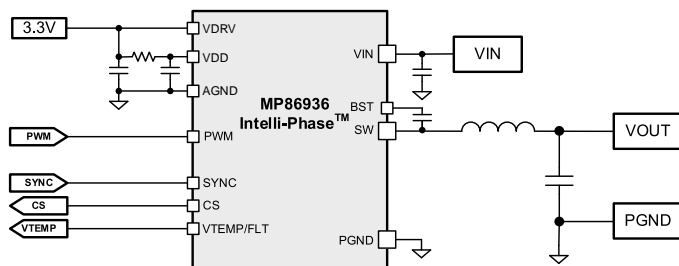 3.3V
VDRV
VDD
AGND
PWM
PWM
SYNC
SYNC
CS
CS
VTEMP
VTEMP/FLT
MP86936
Intelli-Phase™
VIN
VIN
BST
SW
VOUT
PGND
PGND